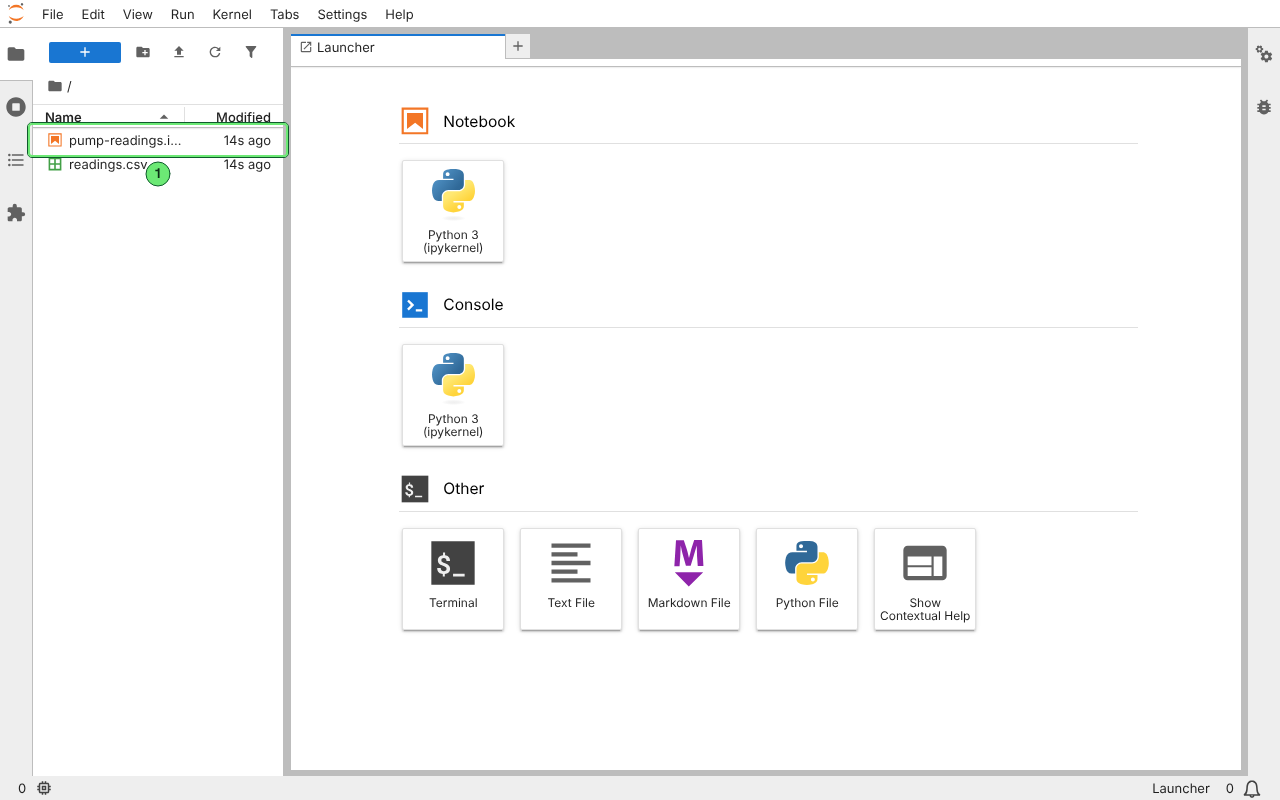 File Edit View Run Kernel Tabs Settings Help
Launcher
/
Name Modified
pump-readings.i... 14s ago
readings.csv 14s ago
1
Notebook
Python 3
(ipykernel)
Console
Python 3
(ipykernel)
Other
$_
Terminal
Text File
Markdown File
Python File
Show
Contextual Help
0
Launcher 0